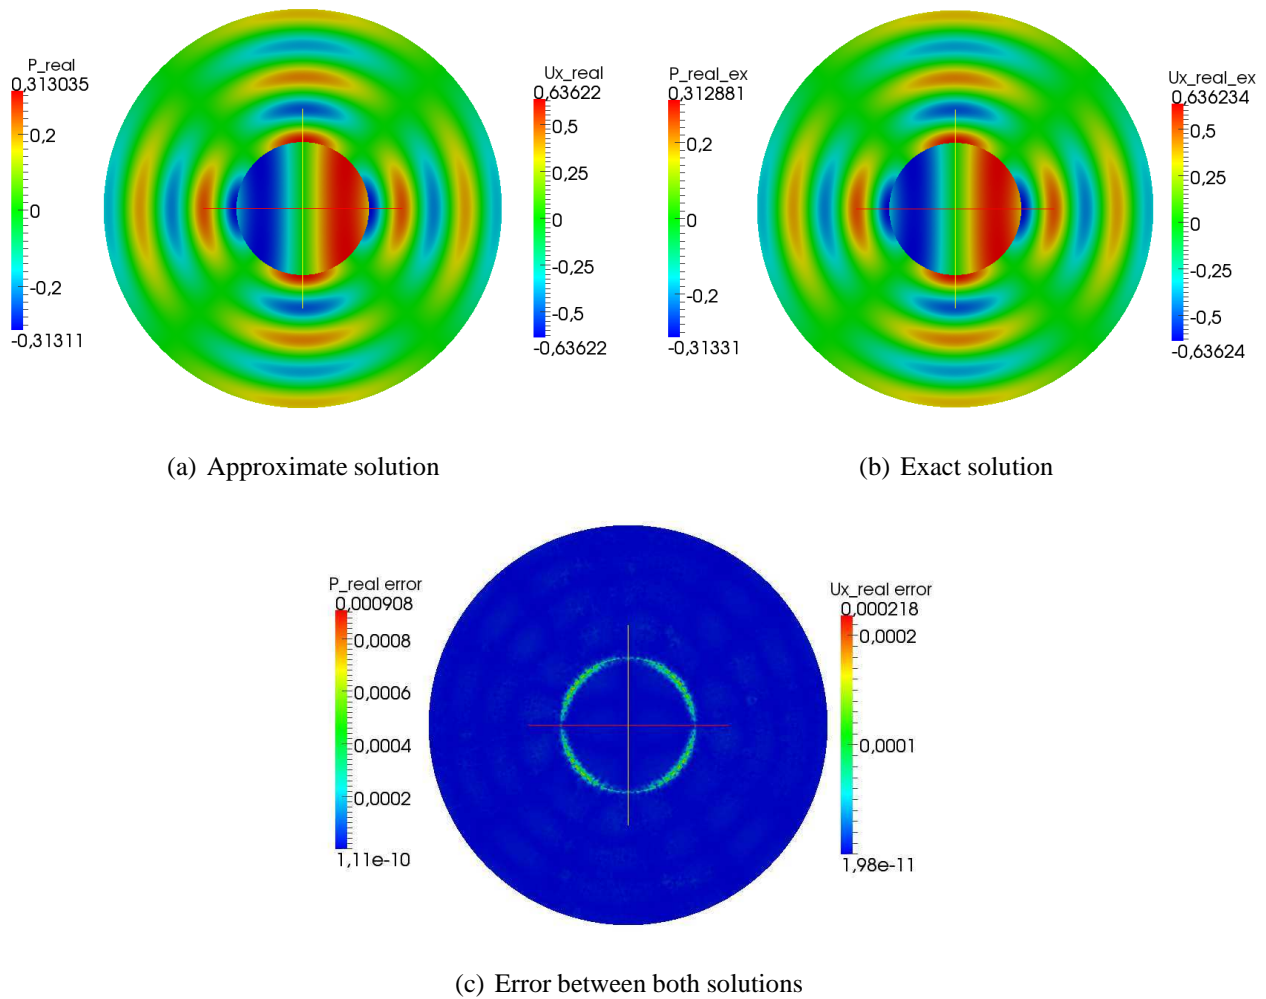 P_real
0,313035
0,2
0
-0,2
-0,31311
Ux_real
0,63622
0,5
0,25
0
-0,25
-0,5
-0,63622
P_real_ex
0,312881
0,2
0
-0,2
-0,31331
Ux_real_ex
0,636234
0,5
0,25
0
-0,25
-0,5
-0,63624
(a) Approximate solution
(b) Exact solution
P_real error
0,000908
0,0008
0,0006
0,0004
0,0002
1,11e-10
Ux_real error
0,000218
0,0002
0,0001
1,98e-11
(c) Error between both solutions